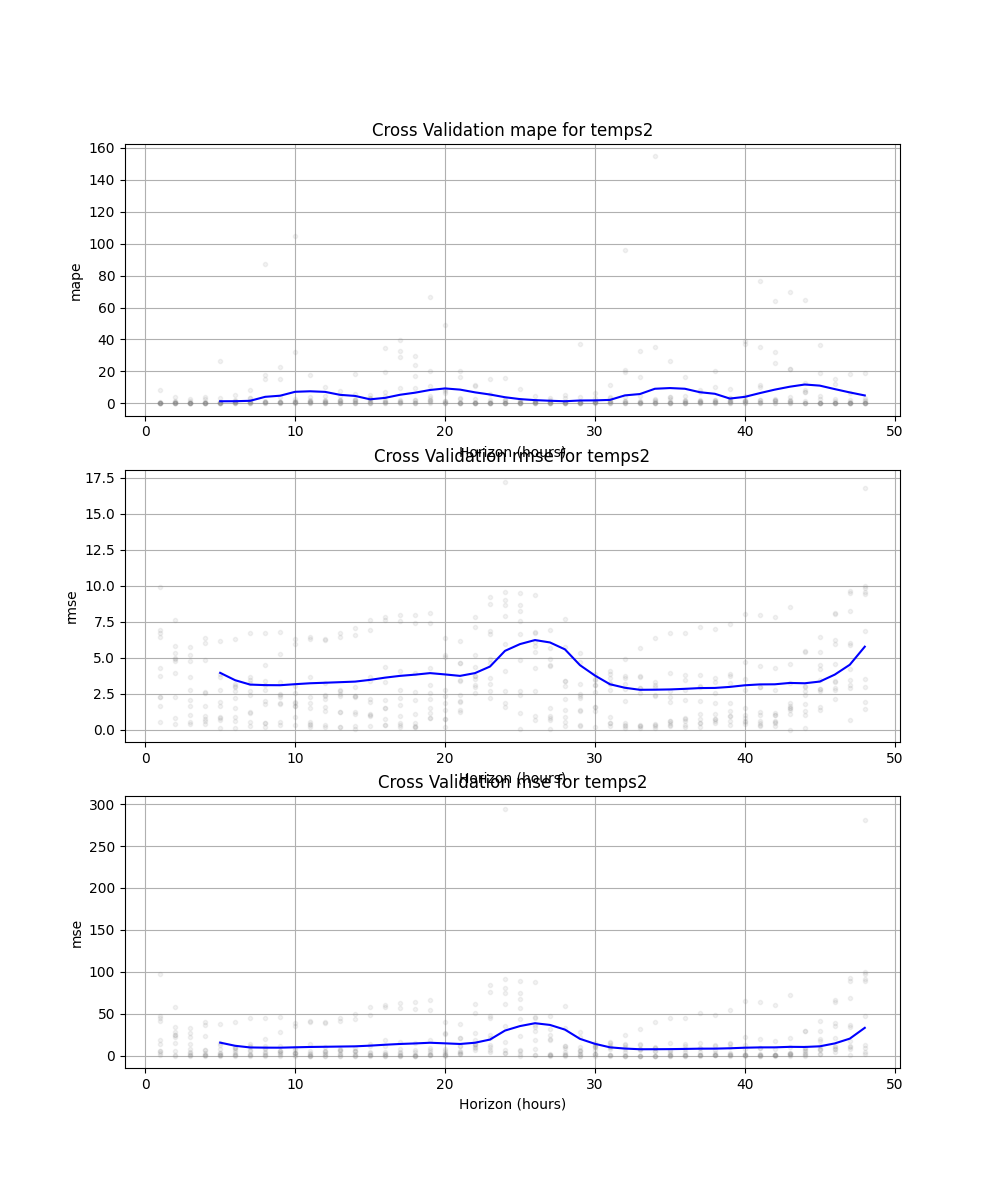 Cross Validation mape for temps2
160
140
120
100
80
60
40
20
0
mape
0 10 20 30 40 50
Horizon (hours)
Cross Validation rmse for temps2
17.5
15.0
12.5
10.0
7.5
5.0
2.5
0.0
rmse
0 10 20 30 40 50
Horizon (hours)
Cross Validation mse for temps2
300
250
200
150
100
50
0
mse
0 10 20 30 40 50
Horizon (hours)